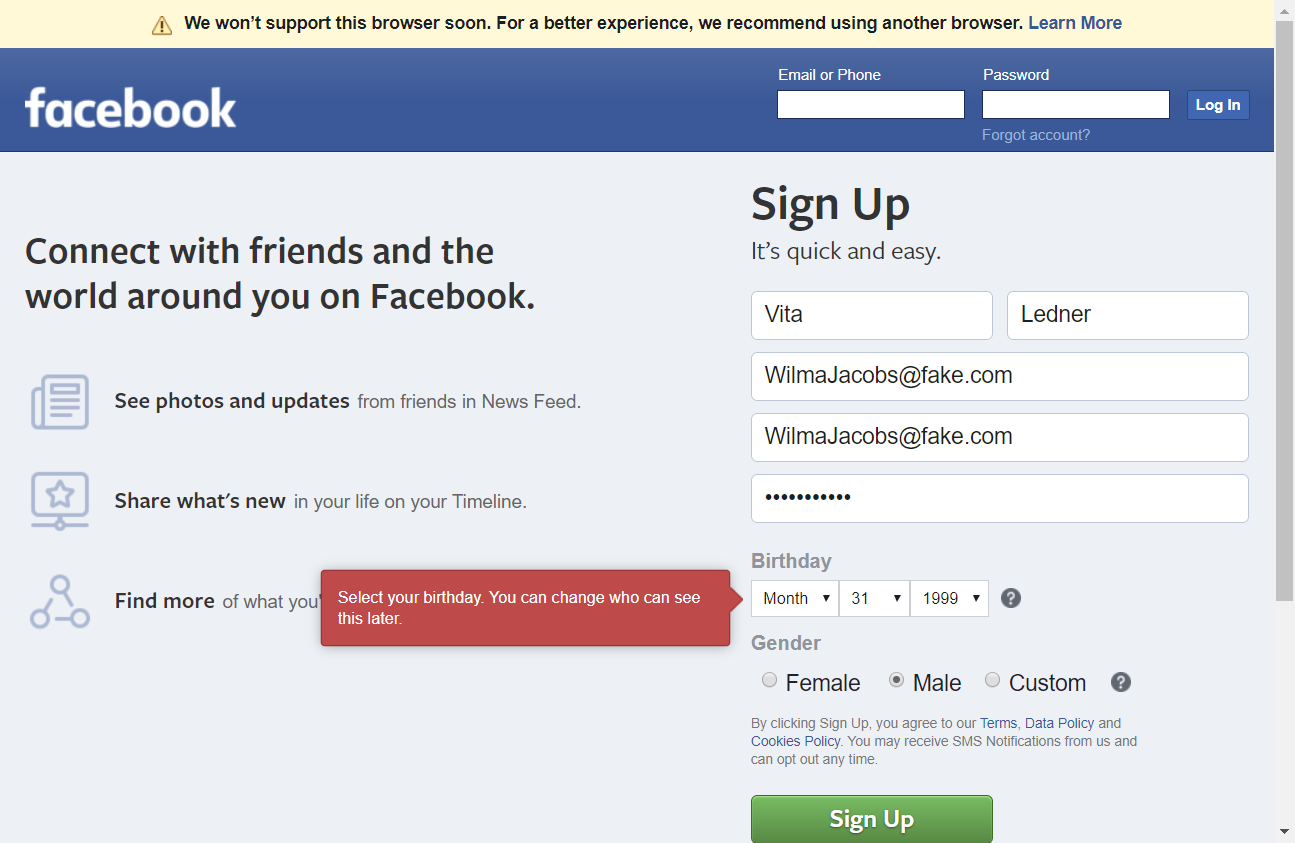 We won’t support this browser soon. For a better experience, we recommend using another browser. Learn More
facebook
Email or Phone
Password
Log In
Forgot account?
Connect with friends and the
world around you on Facebook.
See photos and updates from friends in News Feed.
Share what's new in your life on your Timeline.
Find more of what you'
Sign Up
It’s quick and easy.
Vita
Ledner
WilmaJacobs@fake.com
WilmaJacobs@fake.com
•••••••••••
Birthday
Select your birthday. You can change who can see
this later.
Month 31 1999
?
Gender
Female Male Custom ?
By clicking Sign Up, you agree to our Terms, Data Policy and
Cookies Policy. You may receive SMS Notifications from us and
can opt out any time.
Sign Up